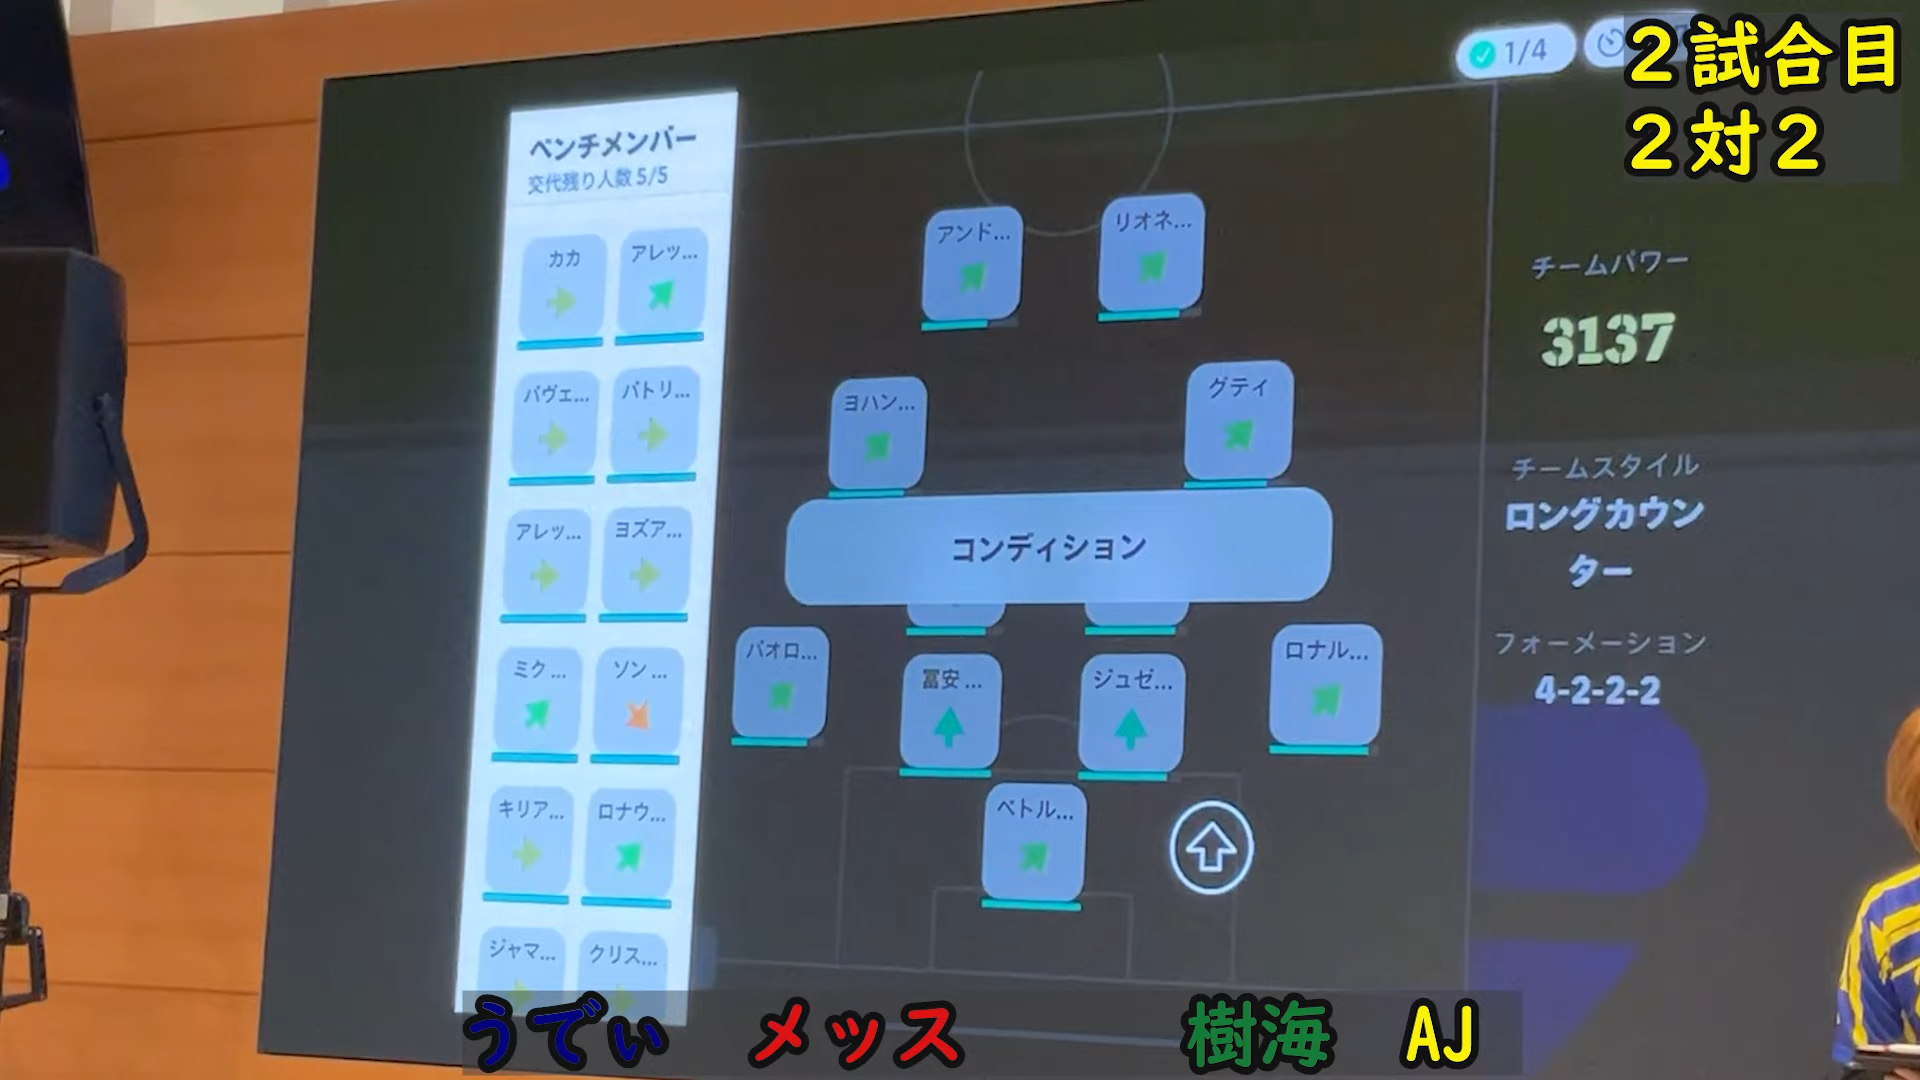 2試合目
2対2
1/4
ベンチメンバー
交代残り人数 5/5
カカ
アレッ...
パヴェ...
パトリ...
アレッ...
ヨズア...
ミク...
ソン...
キリア...
ロナウ...
ジャマ...
クリス...
アンド...
リオネ...
ヨハン...
グティ
コンディション
パオロ...
冨安...
ジュゼ...
ロナル...
ペトル...
チームパワー
3137
チームスタイル
ロングカウン
ター
フォーメーション
4-2-2-2
うでぃ メッス 樹海 AJ